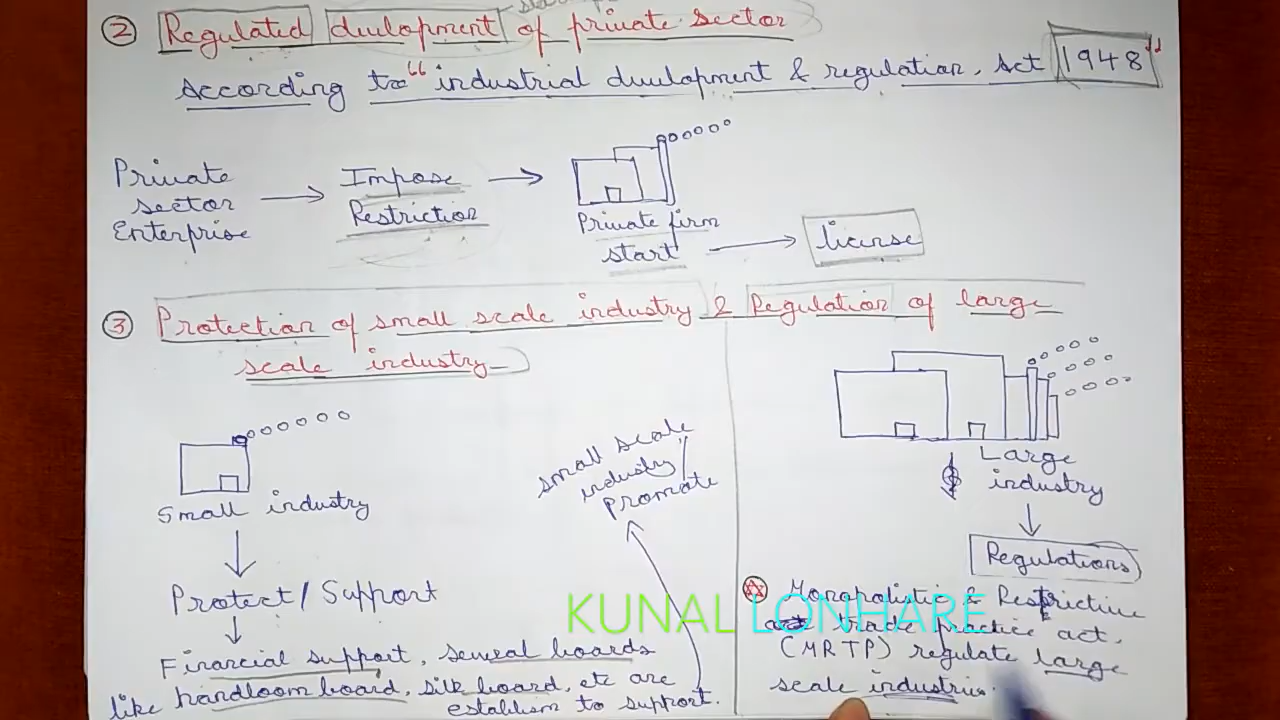 ② Regulated development of private sector
According to "industrial development & regulation, Act 1948"
Private
sector
Enterprise
Impose
Restriction
Private firm
start
license
③ Protection of small scale industry & Regulation of large
scale industry
Small industry
Protect/Support
Financial support, several boards
like handloom board, silk board, etc are
establism to support.
small scale
industry
promate
Large
industry
Regulations
Monopolistic & Restrictive
trade practice act,
(MRTP) regulate large
scale industries.
KUNAL LONHARE